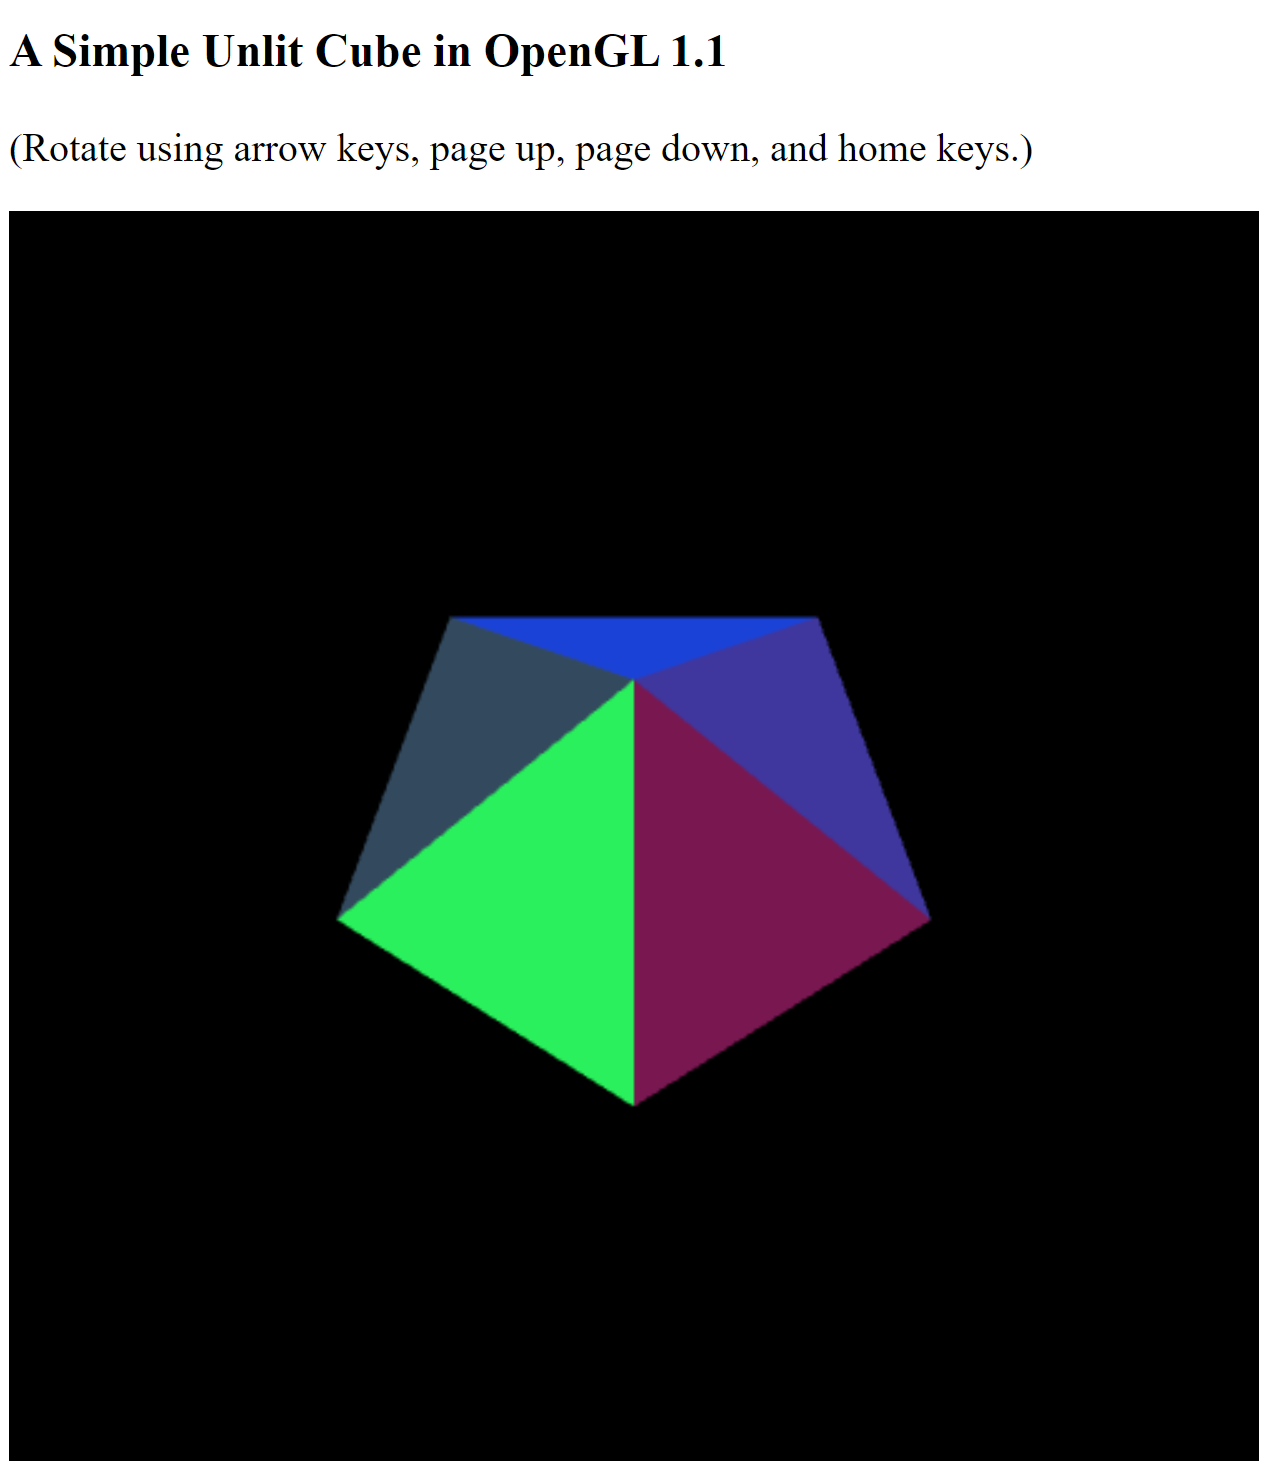 A Simple Unlit Cube in OpenGL 1.1
(Rotate using arrow keys, page up, page down, and home keys.)